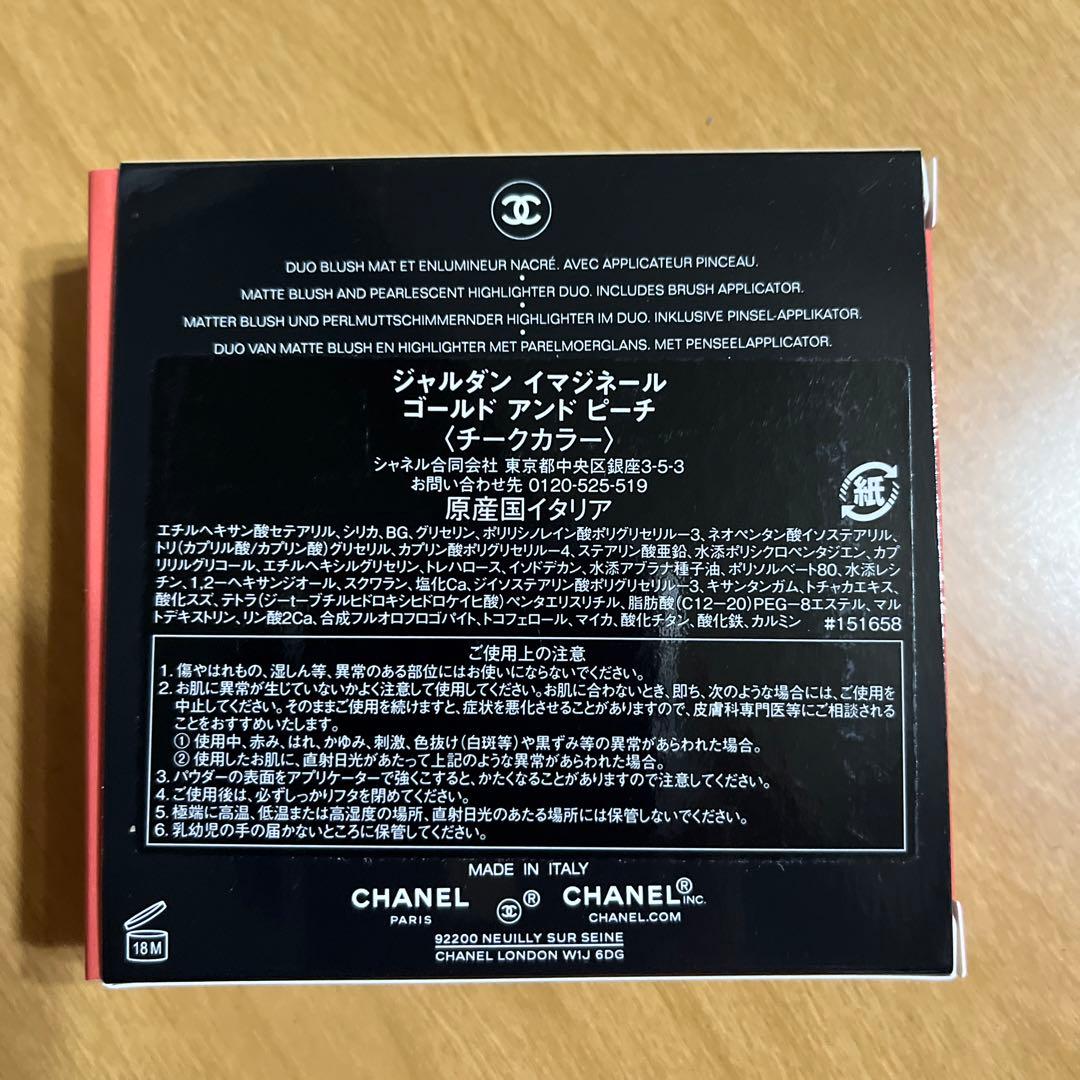 DUO BLUSH MAT ET ENLUMINEUR NACRÉ. AVEC APPLICATEUR PINCEAU.
MATTE BLUSH AND PEARLESCENT HIGHLIGHTER DUO. INCLUDES BRUSH APPLICATOR.
MATTER BLUSH UND PERLMUTTSCHIMMERNDER HIGHLIGHTER IM DUO. INKLUSIVE PINSEL-APPLIKATOR.
DUO VAN MATTE BLUSH EN HIGHLIGHTER MET PARELMOERGLANS. MET PENSEELAPPLICATOR.
ジャルダン イマジネール
ゴールド アンド ピーチ
〈チークカラー〉
シャネル合同会社 東京都中央区銀座3-5-3
お問い合わせ先 0120-525-519
原産国イタリア
紙
エチルヘキサン酸セテアリル、シリカ、BG、グリセリン、ポリリシノレイン酸ポリグリセリル－3、ネオペンタン酸イソステアリル、
トリ(カプリル酸/カプリン酸)グリセリル、カプリン酸ポリグリセリル－4、ステアリン酸亜鉛、水添ポリシクロペンタジエン、カプ
リリルグリコール、エチルヘキシルグリセリン、トレハロース、イソドデカン、水添アブラナ種子油、ポリソルベート80、水添レシ
チン、1,2－ヘキサンジオール、スクワラン、塩化Ca、ジイソステアリン酸ポリグリセリル－3、キサンタンガム、トチャカエキス、
酸化スズ、テトラ(ジ－t－ブチルヒドロキシヒドロケイヒ酸)ペンタエリスリチル、脂肪酸(C12－20)PEG－8エステル、マル
トデキストリン、リン酸2Ca、合成フルオロフロゴパイト、トコフェロール、マイカ、酸化チタン、酸化鉄、カルミン #151658
ご使用上の注意
1. 傷やはれもの、湿しん等、異常のある部位にはお使いにならないでください。
2. お肌に異常が生じていないかよく注意して使用してください。お肌に合わないとき、即ち、次のような場合には、ご使用を
中止してください。そのままご使用を続けますと、症状を悪化させることがありますので、皮膚科専門医等にご相談される
ことをおすすめいたします。
① 使用中、赤み、はれ、かゆみ、刺激、色抜け(白斑等)や黒ずみ等の異常があらわれた場合。
② 使用したお肌に、直射日光があたって上記のような異常があらわれた場合。
3. パウダーの表面をアプリケーターで強くこすると、かたくなることがありますので注意してください。
4. ご使用後は、必ずしっかりフタを閉めてください。
5. 極端に高温、低温または高湿度の場所、直射日光のあたる場所には保管しないでください。
6. 乳幼児の手の届かないところに保管してください。
MADE IN ITALY
CHANEL ® CHANEL® INC.
PARIS CHANEL.COM
92200 NEUILLY SUR SEINE
CHANEL LONDON W1J 6DG
18M